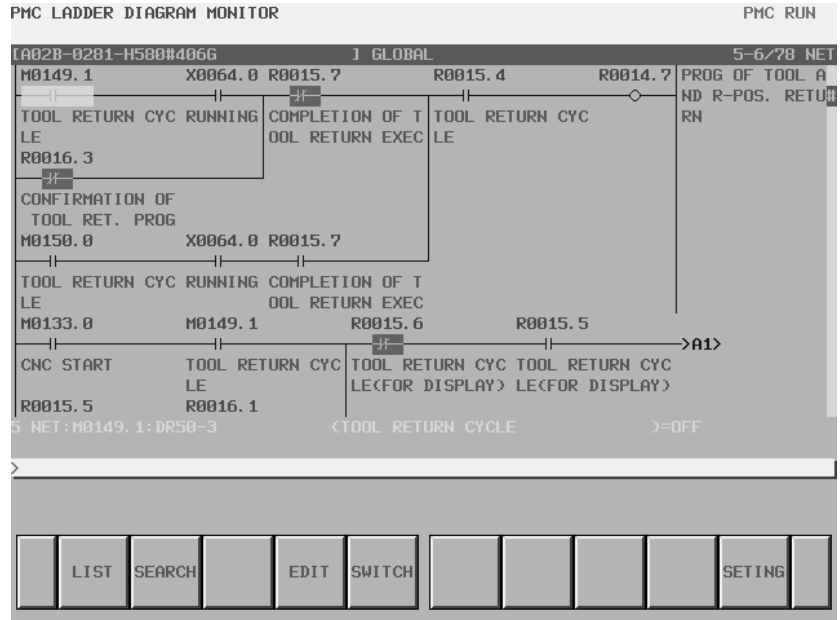 PMC LADDER DIAGRAM MONITOR PMC RUN
[A02B-0281-H580#406G ] GLOBAL 5-6/78 NET
M0149.1 X0064.0 R0015.7 R0015.4 R0014.7 PROG OF TOOL A
ND R-POS. RETU#
TOOL RETURN CYC RUNNING COMPLETION OF T TOOL RETURN CYC RN
LE OOL RETURN EXEC LE
R0016.3
CONFIRMATION OF
TOOL RET. PROG
M0150.0 X0064.0 R0015.7
TOOL RETURN CYC RUNNING COMPLETION OF T
LE OOL RETURN EXEC
M0133.0 M0149.1 R0015.6 R0015.5
>A1>
CNC START TOOL RETURN CYC TOOL RETURN CYC TOOL RETURN CYC
LE LE(FOR DISPLAY) LE(FOR DISPLAY)
R0015.5 R0016.1
5 NET:M0149.1:DR50-3 (TOOL RETURN CYCLE )=OFF
>
LIST SEARCH EDIT SWITCH SETING